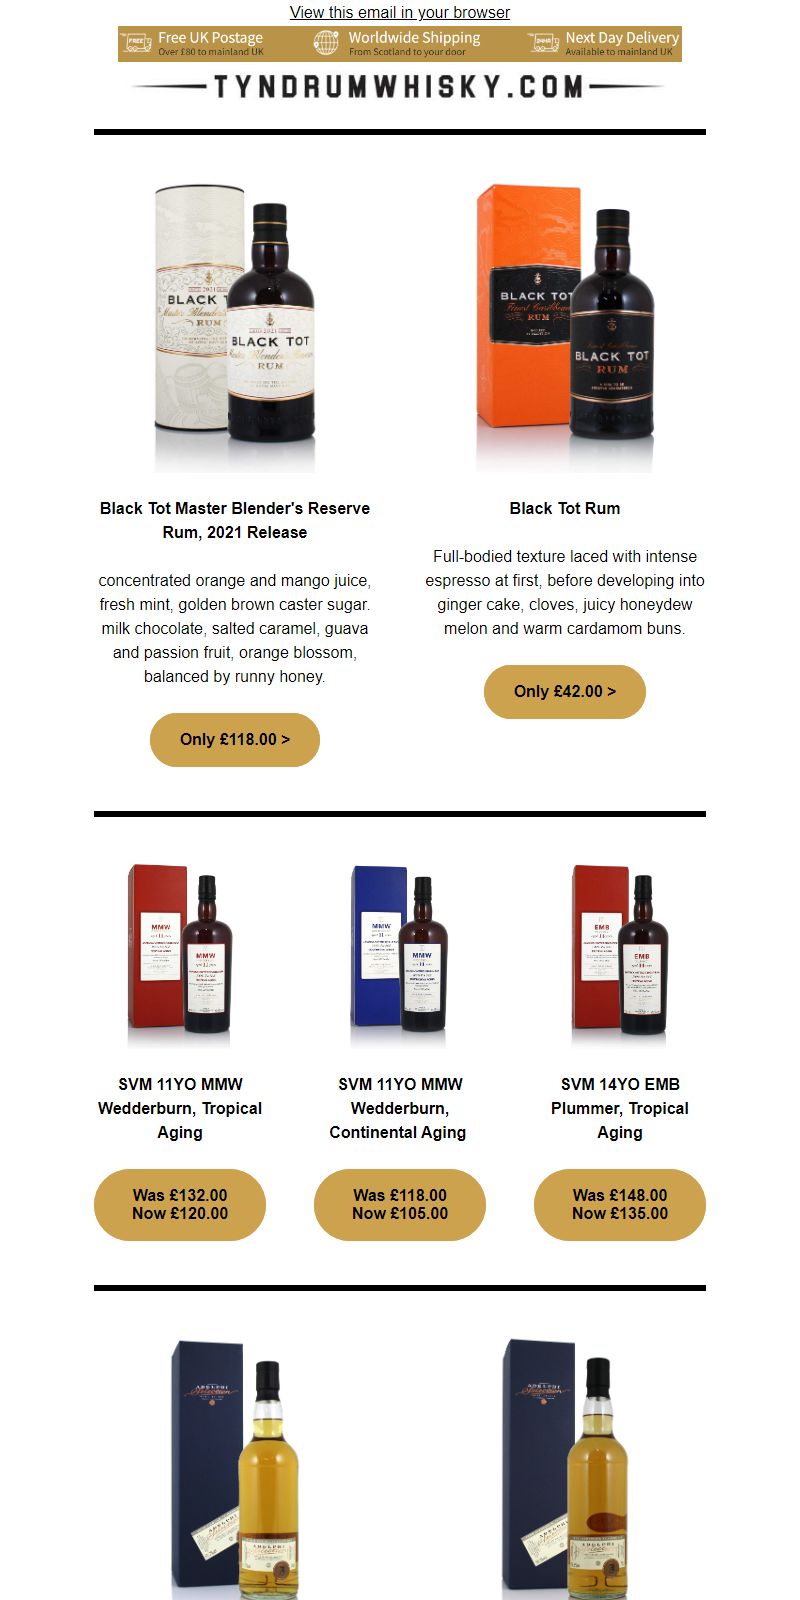 View this email in your browser
Free UK Postage
Over £80 to mainland UK
Worldwide Shipping
From Scotland to your door
Next Day Delivery
Available to mainland UK
TYNDRUMWHISKY.COM
2021
BLACK T
Master Blender
RUM
2021
BLACK TOT
Master Blender's Reserve
RUM
BLACK TOT
Finest Caribbean
RUM
Finest Caribbean
BLACK TOT
RUM
Black Tot Master Blender's Reserve
Rum, 2021 Release
concentrated orange and mango juice,
fresh mint, golden brown caster sugar.
milk chocolate, salted caramel, guava
and passion fruit, orange blossom,
balanced by runny honey.
Only £118.00 >
Black Tot Rum
Full-bodied texture laced with intense
espresso at first, before developing into
ginger cake, cloves, juicy honeydew
melon and warm cardamom buns.
Only £42.00 >
MMW
MMW
MMW
MMW
EMB
EMB
SVM 11YO MMW
Wedderburn, Tropical
Aging
Was £132.00
Now £120.00
SVM 11YO MMW
Wedderburn,
Continental Aging
Was £118.00
Now £105.00
SVM 14YO EMB
Plummer, Tropical
Aging
Was £148.00
Now £135.00
ADELPHI
Selection
ADELPHI
Selection
ADELPHI
Selection
ADELPHI
Selection